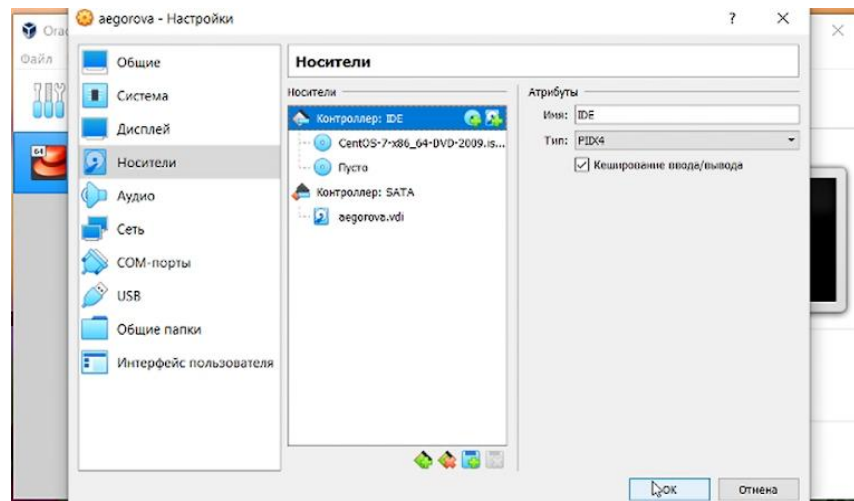 aegorova - Настройки
?
Файл
Общие
Система
Дисплей
Носители
Аудио
Сеть
COM-порты
USB
Общие папки
Интерфейс пользователя
Носители
Носители
Контроллер: IDE
CentOS-7-x86_64-DVD-2009.is...
Пусто
Контроллер: SATA
aegorova.vdi
Атрибуты
Имя: IDE
Тип: PIIX4
Кеширование ввода/вывода
OK
Отмена
64